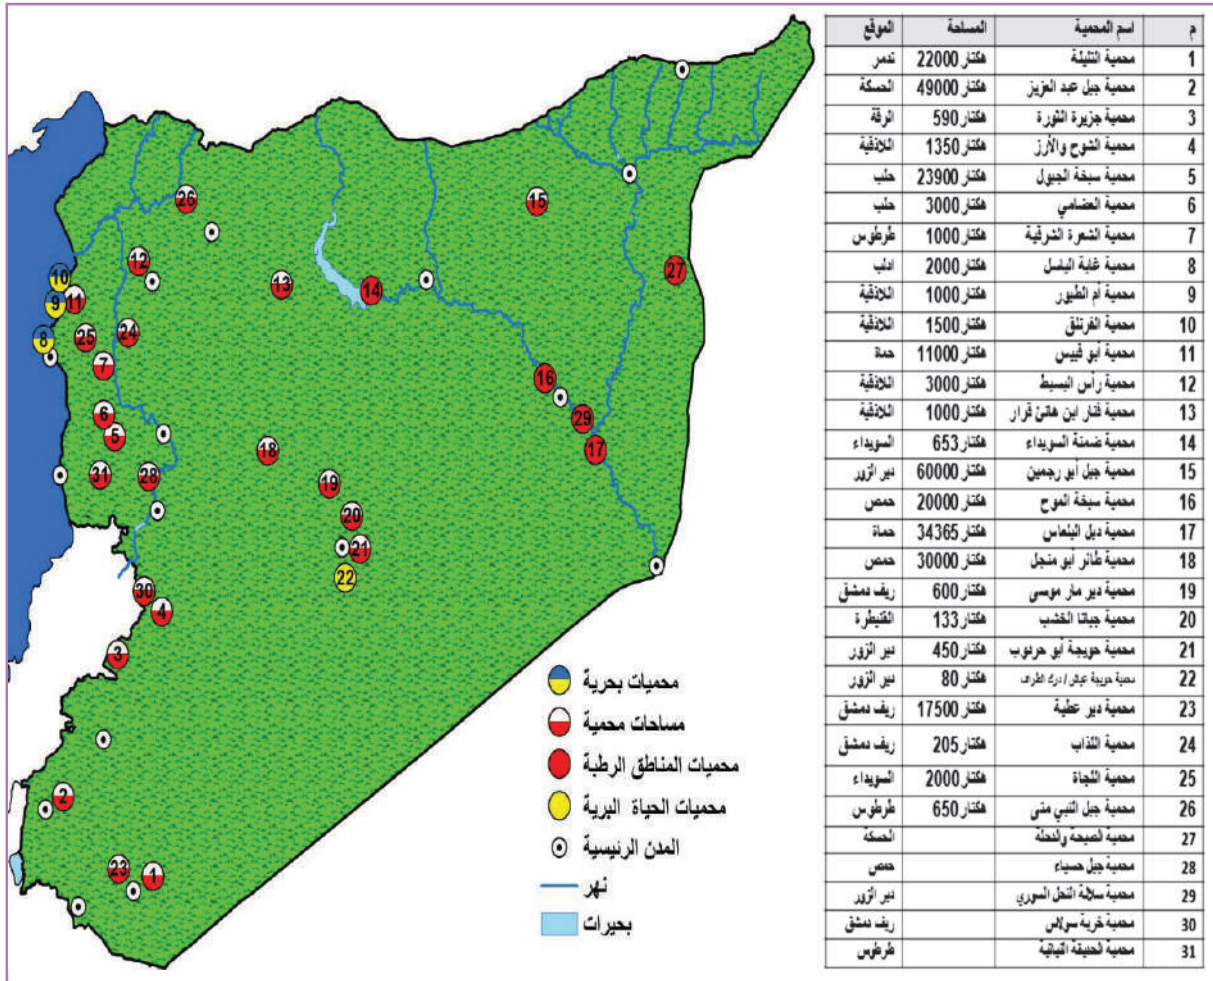 م اسم المحمية المساحة الموقع
1 محمية التليلة 22000 هكتار تدمر
2 محمية جبل عبد العزيز 49000 هكتار الحسكة
3 محمية جزيرة الثورة 590 هكتار الرقة
4 محمية الشوح والأرز 1350 هكتار اللاذقية
5 محمية سبخة الجبول 23900 هكتار حلب
6 محمية العضامي 3000 هكتار حلب
7 محمية الشعرة الشرقية 1000 هكتار طرطوس
8 محمية غابة الباسل 2000 هكتار ادلب
9 محمية أم الطيور 1000 هكتار اللاذقية
10 محمية الفرنلق 1500 هكتار اللاذقية
11 محمية أبو قبيس 11000 هكتار حماة
12 محمية رأس البسيط 3000 هكتار اللاذقية
13 محمية فنار ابن هانئ قرار 1000 هكتار اللاذقية
14 محمية ضمنة السويداء 653 هكتار السويداء
15 محمية جبل أبو رجمين 60000 هكتار دير الزور
16 محمية سبخة الموح 20000 هكتار حمص
17 محمية ديل البلعاس 34365 هكتار حماة
18 محمية طائر أبو منجل 30000 هكتار حمص
19 محمية دير مار موسى 600 هكتار ريف دمشق
20 محمية جباتا الخشب 133 هكتار القنيطرة
21 محمية حويجة أبو حردوب 450 هكتار دير الزور
22 محمية حويجة عياش / درك الطراف 80 هكتار دير الزور
23 محمية دير عطية 17500 هكتار ريف دمشق
24 محمية اللذاب 205 هكتار ريف دمشق
25 محمية اللجاة 2000 هكتار السويداء
26 محمية جبل النبي متى 650 هكتار طرطوس
27 محمية الصبحة والدحلة الحسكة
28 محمية جبل حسياء حمص
29 محمية سلالة النحل السوري دير الزور
30 محمية خربة سولاس ريف دمشق
31 محمية الحديقة النباتية طرطوس
26
15
12
27
10
13
14
9
11
24
25
8
7
16
6
29
5
17
18
31
28
19
20
21
22
30
4
3
2
23
1
محميات بحرية
مساحات محمية
محميات المناطق الرطبة
محميات الحياة البرية
المدن الرئيسية
نهر
بحيرات